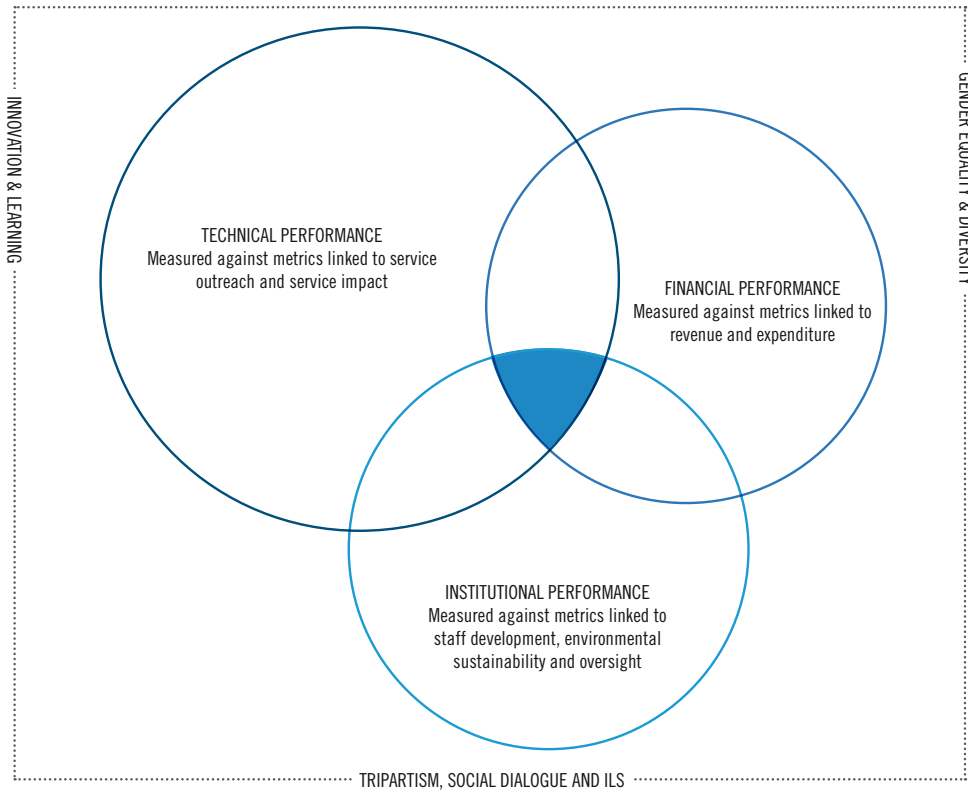 INNOVATION & LEARNING
GENDER EQUALITY & DIVERSITY
TECHNICAL PERFORMANCE
Measured against metrics linked to service
outreach and service impact
FINANCIAL PERFORMANCE
Measured against metrics linked to
revenue and expenditure
INSTITUTIONAL PERFORMANCE
Measured against metrics linked to
staff development, environmental
sustainability and oversight
TRIPARTISM, SOCIAL DIALOGUE AND ILS